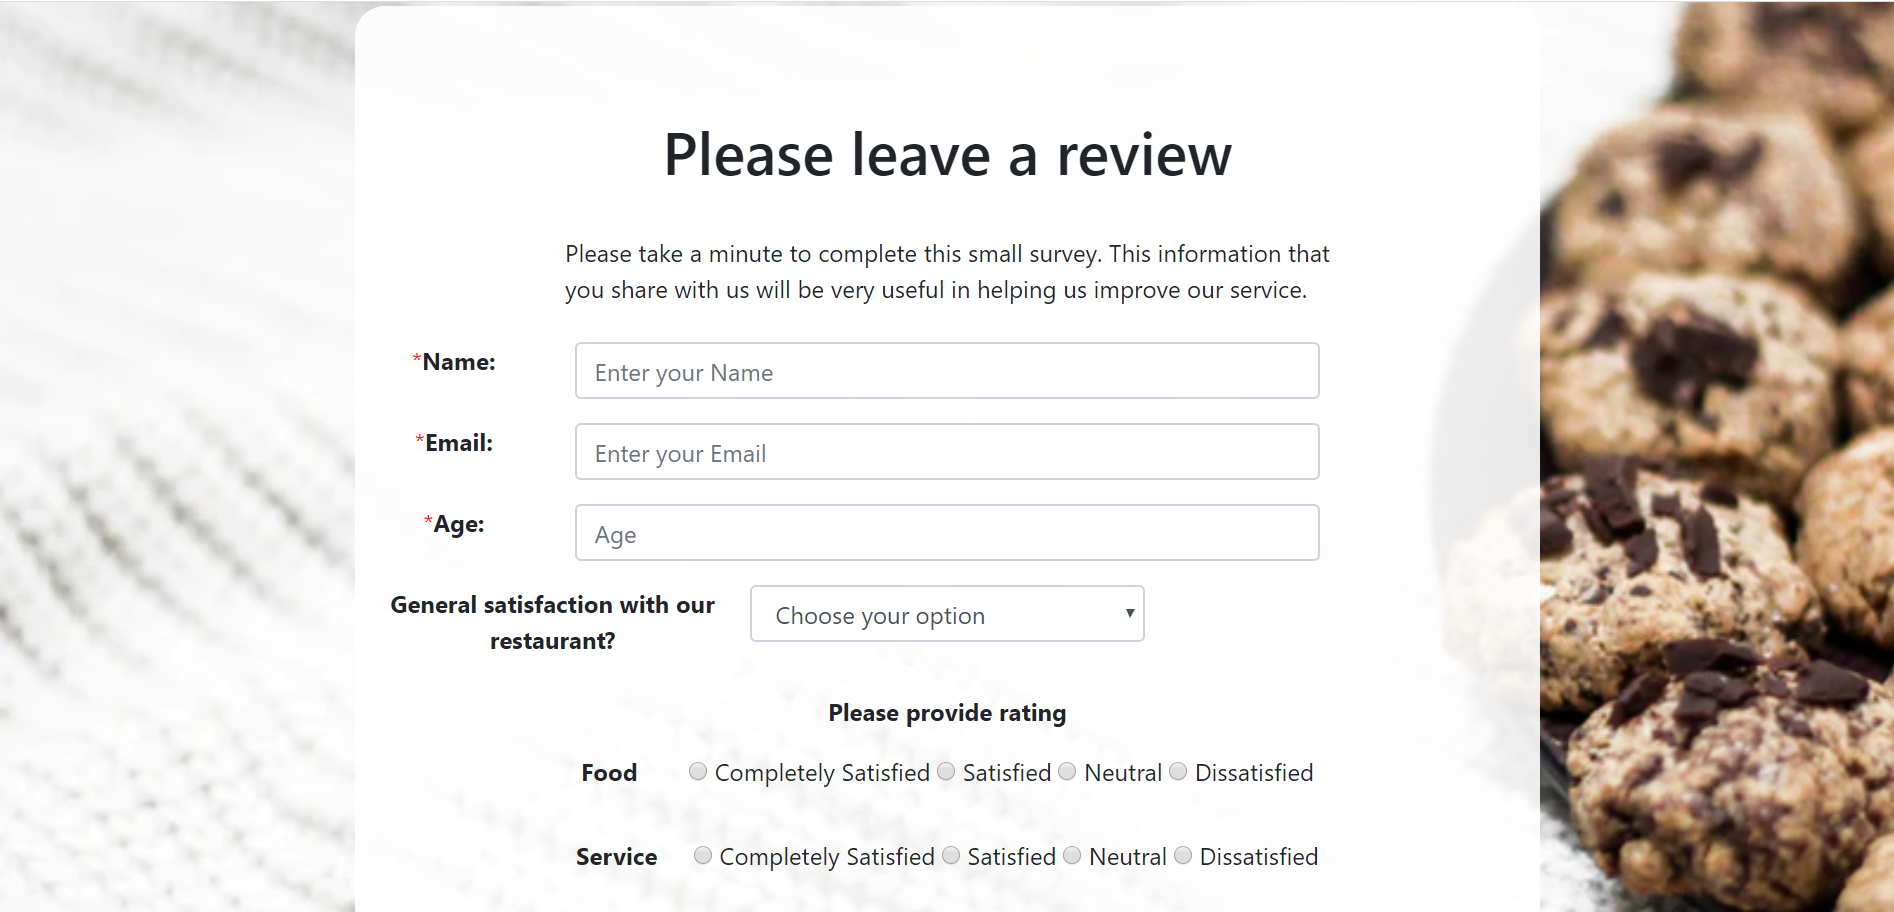 Please leave a review
Please take a minute to complete this small survey. This information that
you share with us will be very useful in helping us improve our service.
*Name:
Enter your Name
*Email:
Enter your Email
*Age:
Age
General satisfaction with our
restaurant?
Choose your option
Please provide rating
Food Completely Satisfied Satisfied Neutral Dissatisfied
Service Completely Satisfied Satisfied Neutral Dissatisfied